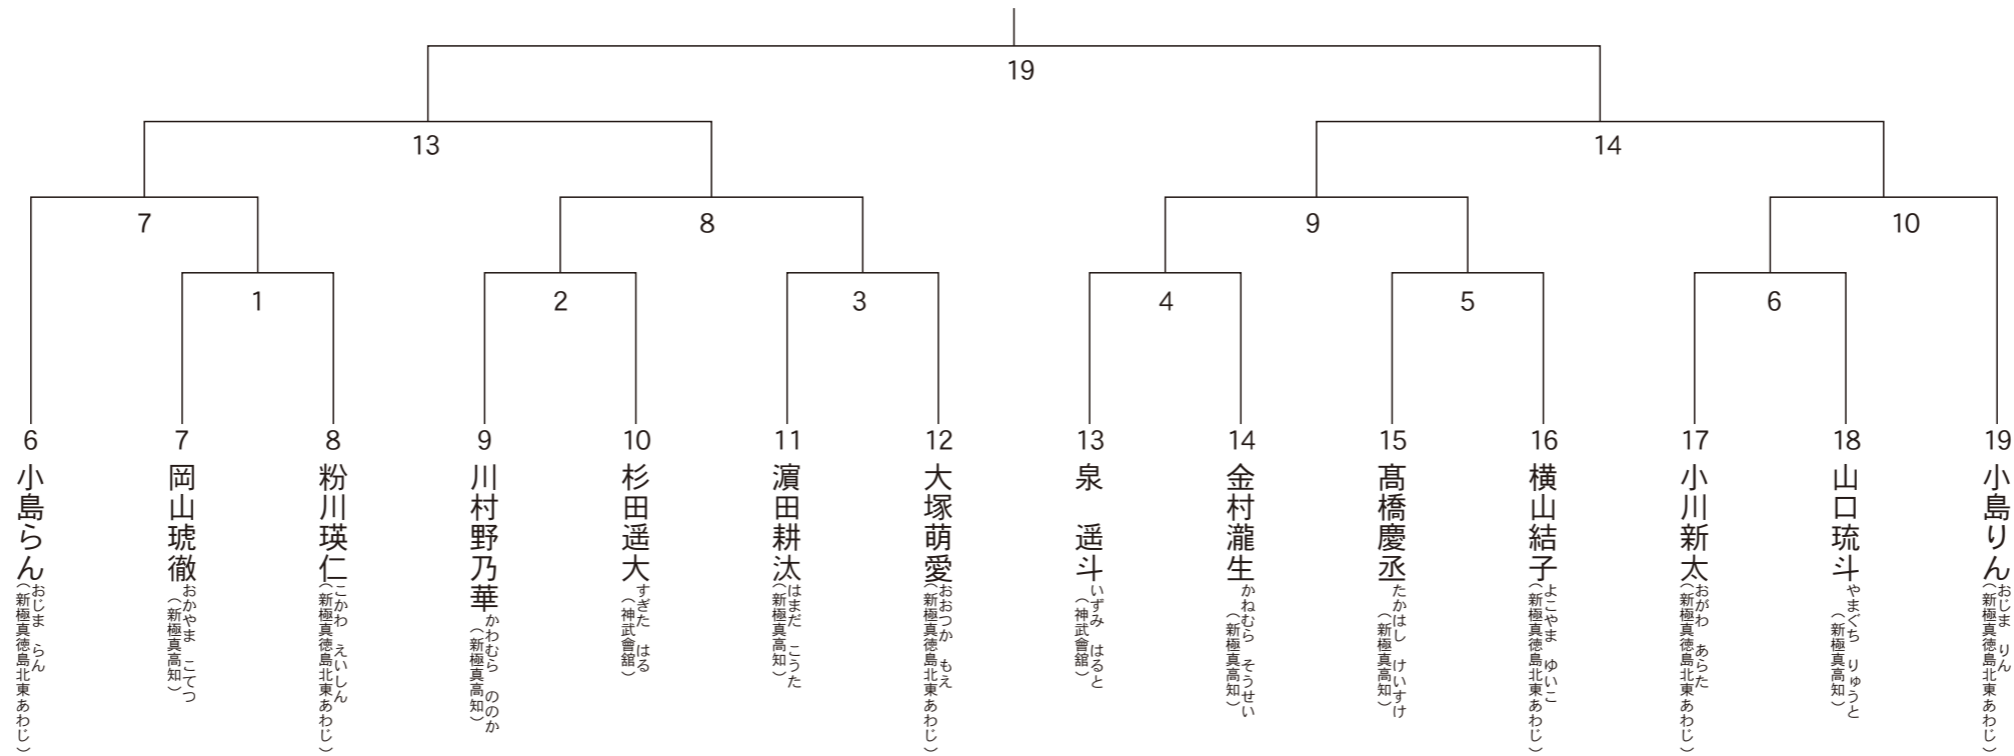 19
13
14
7
8
9
10
1
2
3
4
5
6
6
小島らん
おじま らん
（新極真徳島北東あわじ）
7
岡山琥徹
おかやま こてつ
（新極真高知）
8
粉川瑛仁
こかわ えいしん
（新極真徳島北東あわじ）
9
川村野乃華
かわむら ののか
（新極真高知）
10
杉田遥大
すぎた はる
（神武會舘）
11
濵田耕汰
はまだ こうた
（新極真高知）
12
大塚萌愛
おおつか もえ
（新極真徳島北東あわじ）
13
泉 遥斗
いずみ はると
（神武會舘）
14
金村瀧生
かねむら そうせい
（新極真高知）
15
髙橋慶丞
たかはし けいすけ
（新極真高知）
16
横山結子
よこやま ゆいこ
（新極真徳島北東あわじ）
17
小川新太
おがわ あらた
（新極真徳島北東あわじ）
18
山口琉斗
やまぐち りゅうと
（新極真高知）
19
小島りん
おじま りん
（新極真徳島北東あわじ）